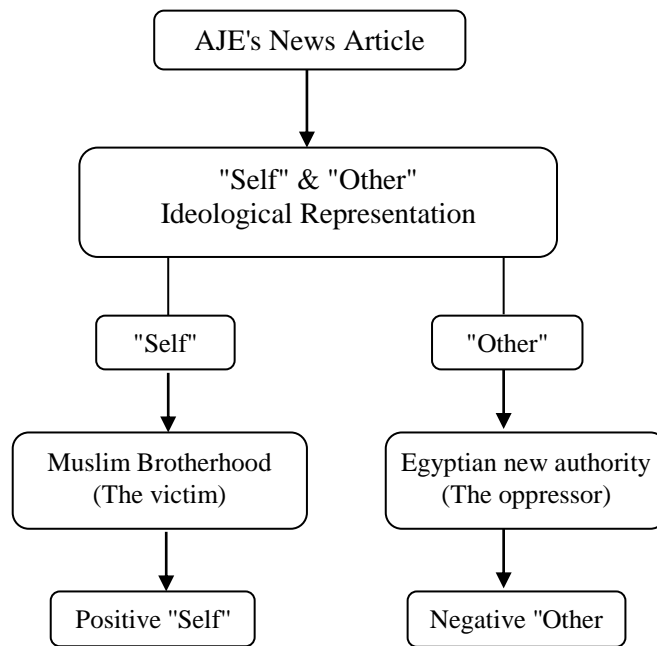 AJE's News Article
"Self" & "Other"
Ideological Representation
"Self"
"Other"
Muslim Brotherhood
(The victim)
Egyptian new authority
(The oppressor)
Positive "Self"
Negative "Other